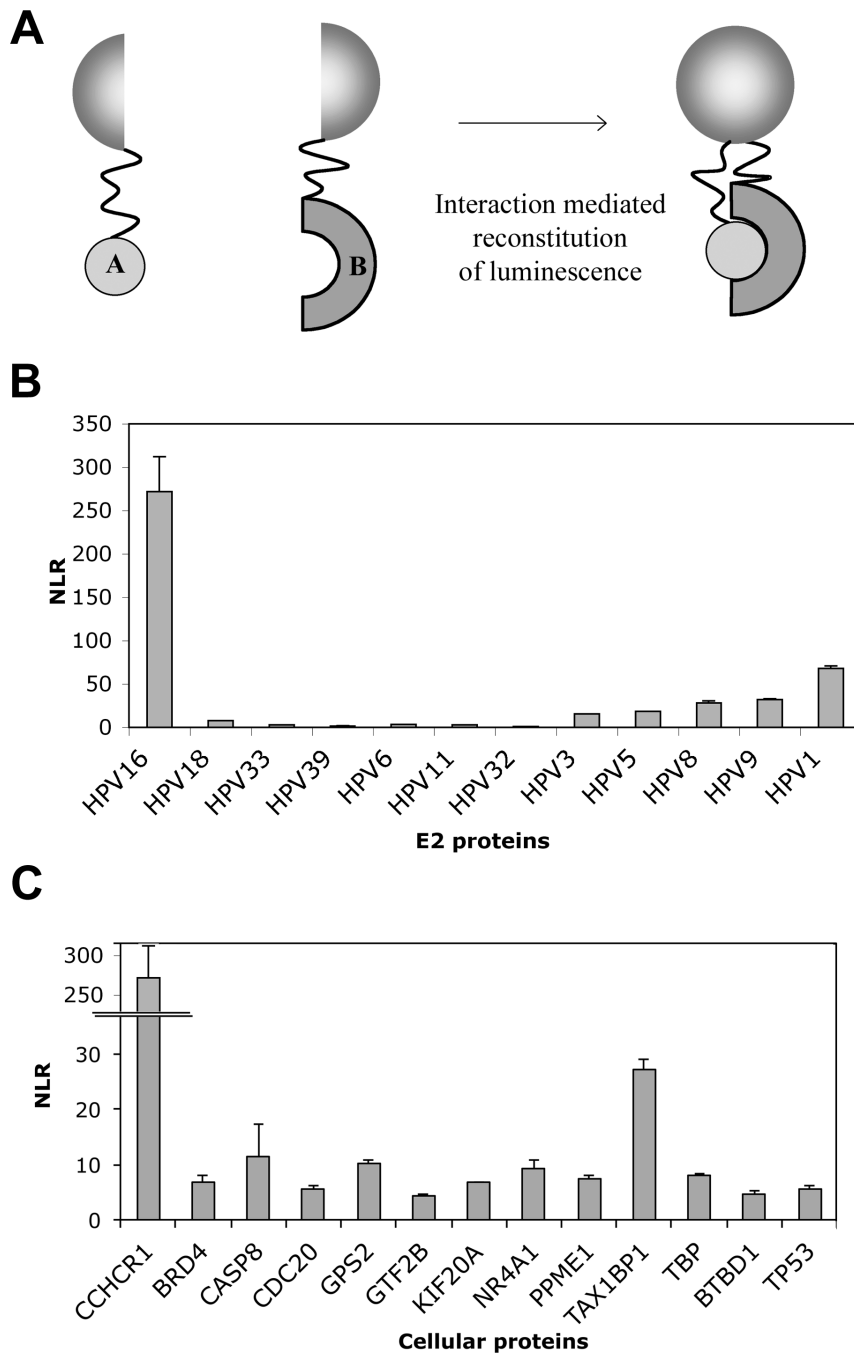 A
A
B
Interaction mediated
reconstitution
of luminescence
B
350
300
250
200
150
100
50
0
NLR
HPV16
HPV18
HPV33
HPV39
HPV6
HPV11
HPV32
HPV3
HPV5
HPV8
HPV9
HPV1
E2 proteins
C
300
250
30
20
10
0
NLR
CCHCR1
BRD4
CASP8
CDC20
GPS2
GTF2B
KIF20A
NR4A1
PPME1
TAX1BP1
TBP
BTBD1
TP53
Cellular proteins